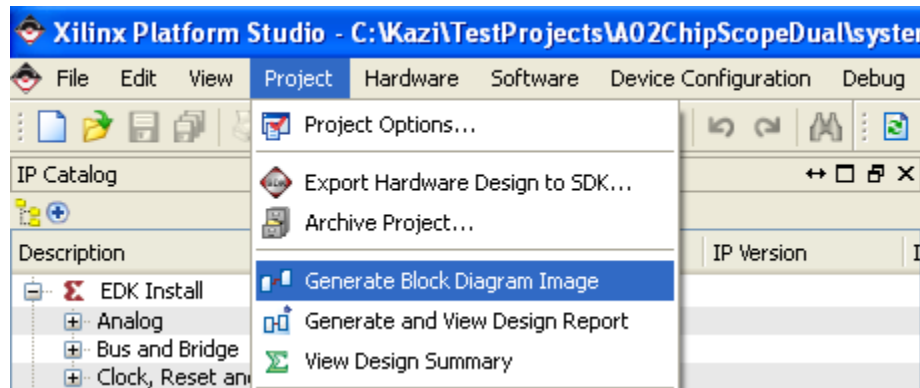 Xilinx Platform Studio - C:\Kazi\TestProjects\A02ChipScopeDual\system
File Edit View Project Hardware Software Device Configuration Debug
Project Options...
IP Catalog
Export Hardware Design to SDK...
Archive Project...
Description IP Version
Generate Block Diagram Image
EDK Install
Generate and View Design Report
Analog
Bus and Bridge
View Design Summary
Clock, Reset